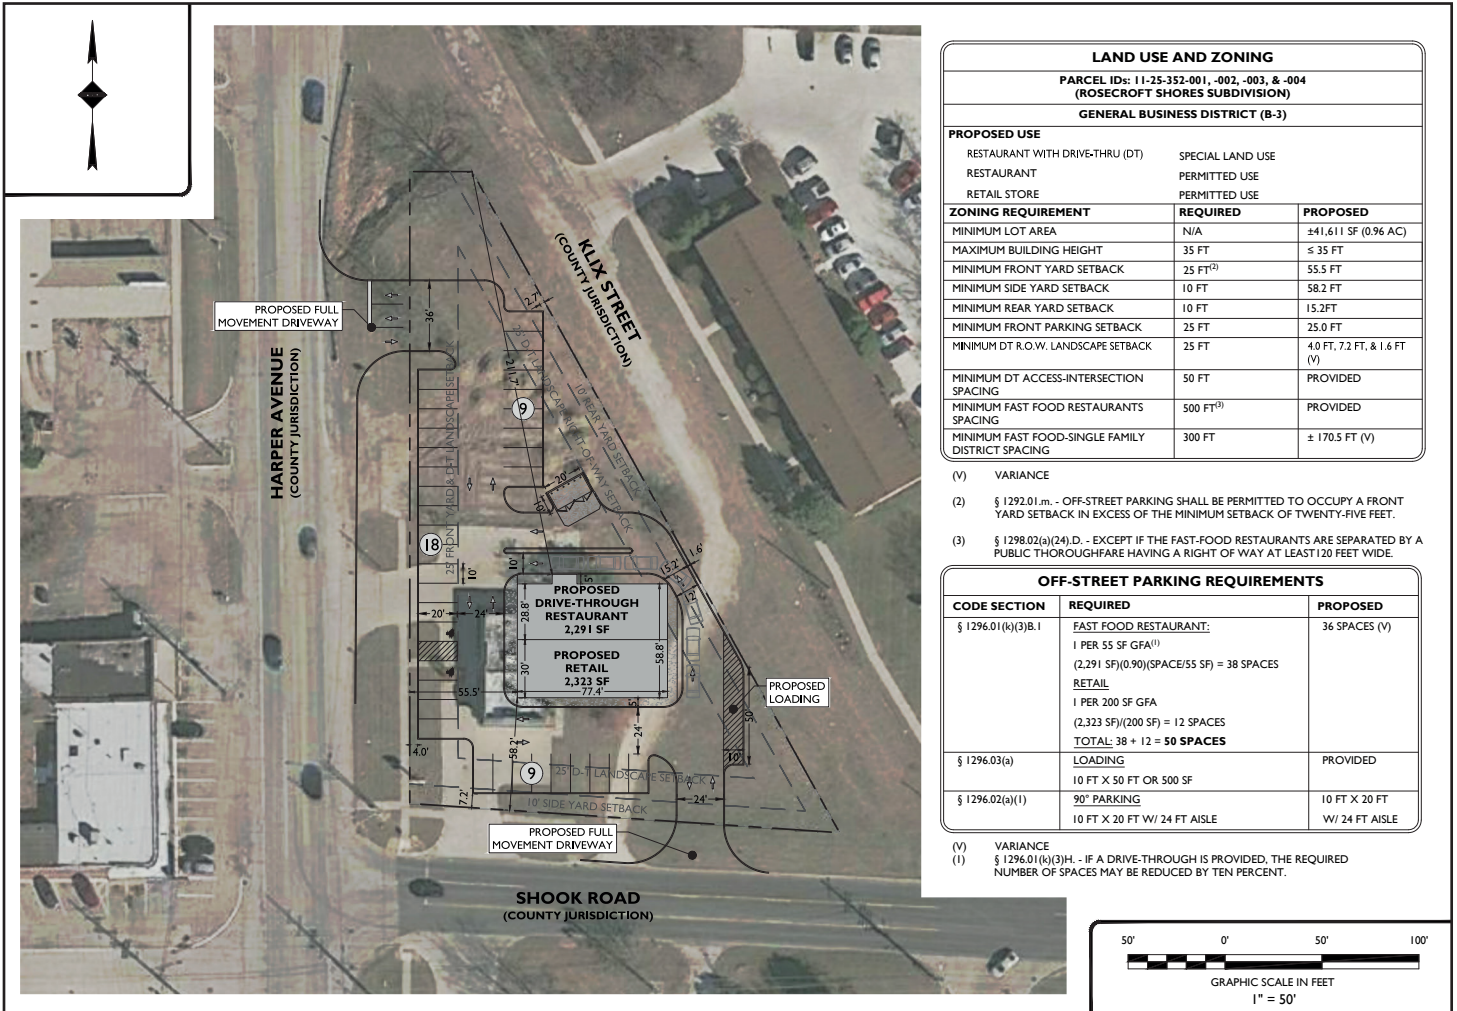 LAND USE AND ZONING
PARCEL IDs: 11-25-352-001, -002, -003, & -004
(ROSECROFT SHORES SUBDIVISION)
GENERAL BUSINESS DISTRICT (B-3)
PROPOSED USE
RESTAURANT WITH DRIVE-THRU (DT) SPECIAL LAND USE
RESTAURANT PERMITTED USE
RETAIL STORE PERMITTED USE
ZONING REQUIREMENT REQUIRED PROPOSED
MINIMUM LOT AREA N/A ±41,611 SF (0.96 AC)
MAXIMUM BUILDING HEIGHT 35 FT ≤ 35 FT
MINIMUM FRONT YARD SETBACK 25 FT(2) 55.5 FT
MINIMUM SIDE YARD SETBACK 10 FT 58.2 FT
MINIMUM REAR YARD SETBACK 10 FT 15.2FT
MINIMUM FRONT PARKING SETBACK 25 FT 25.0 FT
MINIMUM DT R.O.W. LANDSCAPE SETBACK 25 FT 4.0 FT, 7.2 FT, & 1.6 FT
(V)
MINIMUM DT ACCESS-INTERSECTION 50 FT PROVIDED
SPACING
MINIMUM FAST FOOD RESTAURANTS 500 FT(3) PROVIDED
SPACING
MINIMUM FAST FOOD-SINGLE FAMILY 300 FT ± 170.5 FT (V)
DISTRICT SPACING
(V) VARIANCE
(2) § 1292.01.m. - OFF-STREET PARKING SHALL BE PERMITTED TO OCCUPY A FRONT
YARD SETBACK IN EXCESS OF THE MINIMUM SETBACK OF TWENTY-FIVE FEET.
(3) § 1298.02(a)(24).D. - EXCEPT IF THE FAST-FOOD RESTAURANTS ARE SEPARATED BY A
PUBLIC THOROUGHFARE HAVING A RIGHT OF WAY AT LEAST120 FEET WIDE.
OFF-STREET PARKING REQUIREMENTS
CODE SECTION REQUIRED PROPOSED
§ 1296.01(k)(3)B.1 FAST FOOD RESTAURANT: 36 SPACES (V)
1 PER 55 SF GFA(1)
(2,291 SF)(0.90)(SPACE/55 SF) = 38 SPACES
RETAIL
1 PER 200 SF GFA
(2,323 SF)/(200 SF) = 12 SPACES
TOTAL: 38 + 12 = 50 SPACES
§ 1296.03(a) LOADING PROVIDED
10 FT X 50 FT OR 500 SF
§ 1296.02(a)(1) 90° PARKING 10 FT X 20 FT
10 FT X 20 FT W/ 24 FT AISLE W/ 24 FT AISLE
(V) VARIANCE
(1) § 1296.01(k)(3)H. - IF A DRIVE-THROUGH IS PROVIDED, THE REQUIRED
NUMBER OF SPACES MAY BE REDUCED BY TEN PERCENT.
50' 0' 50' 100'
GRAPHIC SCALE IN FEET
1" = 50'
KLIX STREET
(COUNTY JURISDICTION)
PROPOSED FULL
MOVEMENT DRIVEWAY
HARPER AVENUE
(COUNTY JURISDICTION)
36'
2.7'
211.7'
25' D-T LANDSCAPE RIGHT-OF-WAY SETBACK
10' REAR YARD SETBACK
25' FRONT YARD & D-T LANDSCAPE SETBACK
9
18
20'
10'
10'
10'
5'
15.2'
1.6'
12'
20'
24'
PROPOSED
DRIVE-THROUGH
RESTAURANT
2,291 SF
28.8'
PROPOSED
RETAIL
2,323 SF
30'
58.8'
77.4'
55.5'
5'
24'
58.2'
4.0'
7.2'
PROPOSED
LOADING
50'
10'
9
25' D-T LANDSCAPE SETBACK
10' SIDE YARD SETBACK
24'
PROPOSED FULL
MOVEMENT DRIVEWAY
SHOOK ROAD
(COUNTY JURISDICTION)